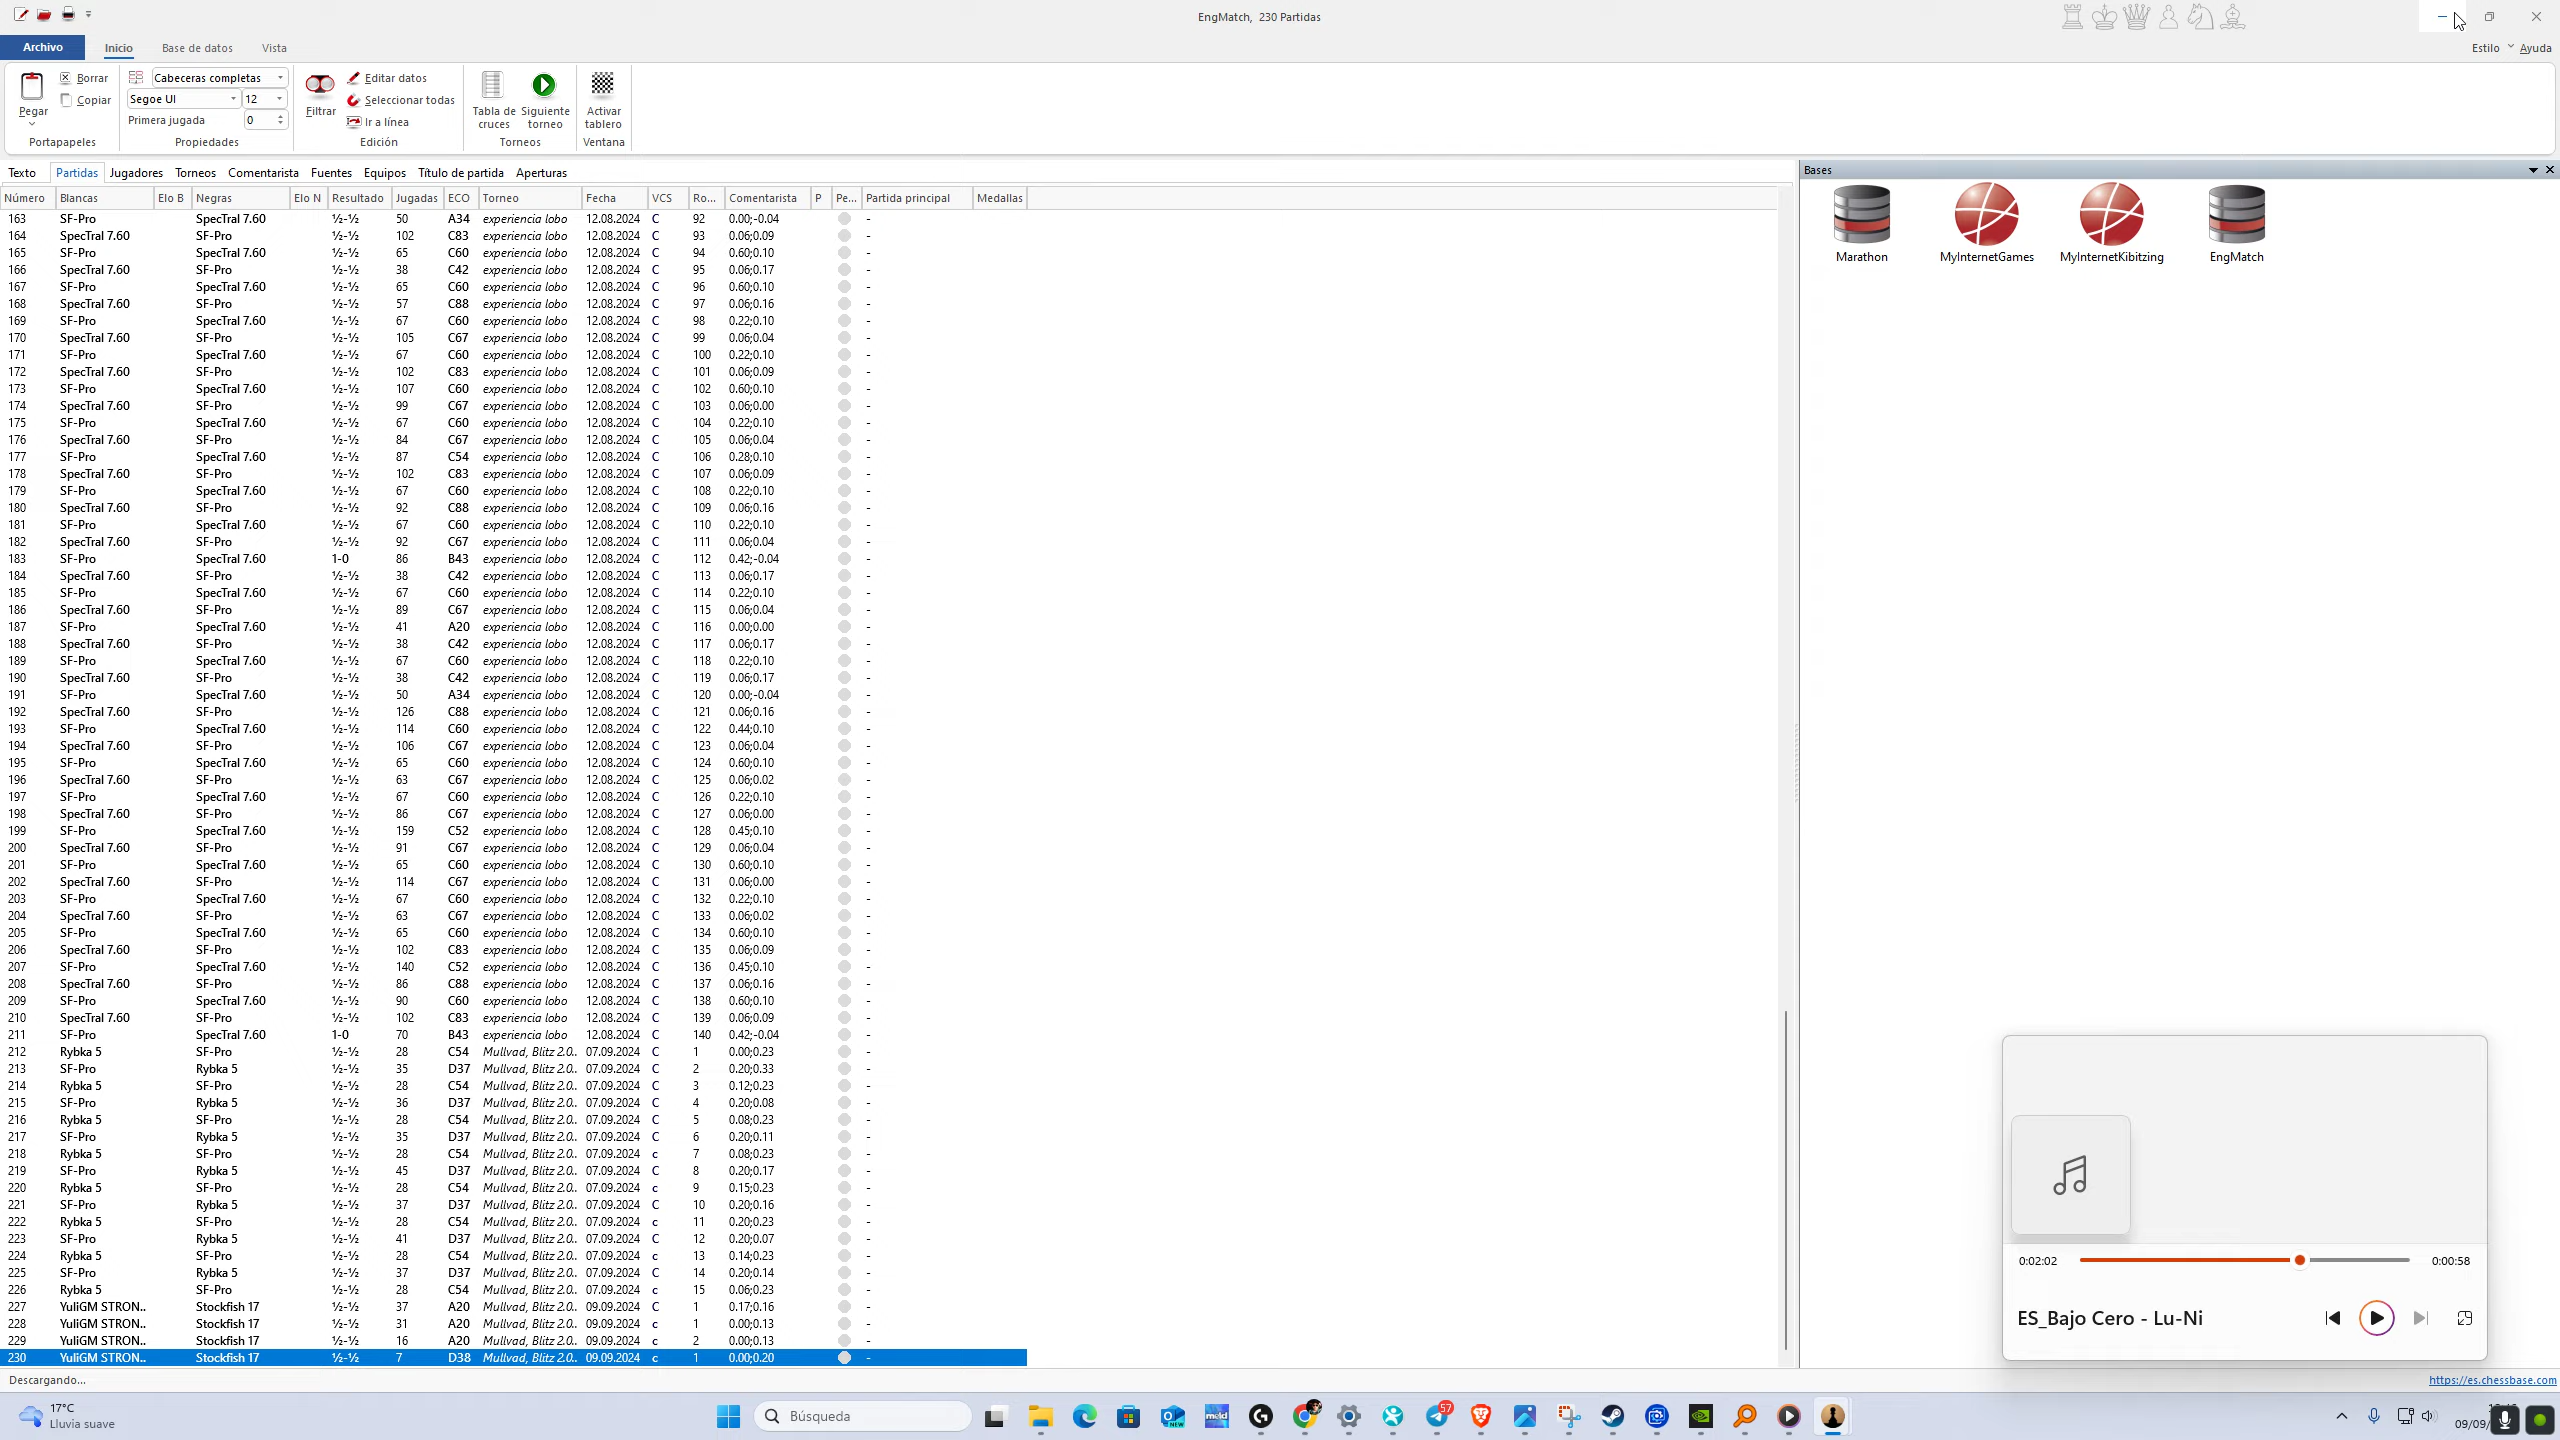 EngMatch, 230 Partidas
Archivo Inicio Base de datos Vista Estilo Ayuda
Pegar Borrar Copiar Cabeceras completas Segoe UI 12 Primera jugada 0 Filtrar Editar datos Seleccionar todas Ir a línea Tabla de cruces Siguiente torneo Activar tablero
Portapapeles Propiedades Edición Torneos Ventana
Texto Partidas Jugadores Torneos Comentarista Fuentes Equipos Título de partida Aperturas
Número Blancas Elo B Negras Elo N Resultado Jugadas ECO Torneo Fecha VCS Ro... Comentarista P Pe... Partida principal Medallas
163 SF-Pro SpecTral 7.60 ½-½ 50 A34 experiencia lobo 12.08.2024 C 92 0.00;-0.04 -
164 SpecTral 7.60 SF-Pro ½-½ 102 C83 experiencia lobo 12.08.2024 C 93 0.06;0.09 -
165 SF-Pro SpecTral 7.60 ½-½ 65 C60 experiencia lobo 12.08.2024 C 94 0.60;0.10 -
166 SpecTral 7.60 SF-Pro ½-½ 38 C42 experiencia lobo 12.08.2024 C 95 0.06;0.17 -
167 SF-Pro SpecTral 7.60 ½-½ 65 C60 experiencia lobo 12.08.2024 C 96 0.60;0.10 -
168 SpecTral 7.60 SF-Pro ½-½ 57 C88 experiencia lobo 12.08.2024 C 97 0.06;0.16 -
169 SF-Pro SpecTral 7.60 ½-½ 67 C60 experiencia lobo 12.08.2024 C 98 0.22;0.10 -
170 SpecTral 7.60 SF-Pro ½-½ 105 C67 experiencia lobo 12.08.2024 C 99 0.06;0.04 -
171 SF-Pro SpecTral 7.60 ½-½ 67 C60 experiencia lobo 12.08.2024 C 100 0.22;0.10 -
172 SpecTral 7.60 SF-Pro ½-½ 102 C83 experiencia lobo 12.08.2024 C 101 0.06;0.09 -
173 SF-Pro SpecTral 7.60 ½-½ 107 C60 experiencia lobo 12.08.2024 C 102 0.60;0.10 -
174 SpecTral 7.60 SF-Pro ½-½ 99 C67 experiencia lobo 12.08.2024 C 103 0.06;0.00 -
175 SF-Pro SpecTral 7.60 ½-½ 67 C60 experiencia lobo 12.08.2024 C 104 0.22;0.10 -
176 SpecTral 7.60 SF-Pro ½-½ 84 C67 experiencia lobo 12.08.2024 C 105 0.06;0.04 -
177 SF-Pro SpecTral 7.60 ½-½ 87 C54 experiencia lobo 12.08.2024 C 106 0.28;0.10 -
178 SpecTral 7.60 SF-Pro ½-½ 102 C83 experiencia lobo 12.08.2024 C 107 0.06;0.09 -
179 SF-Pro SpecTral 7.60 ½-½ 67 C60 experiencia lobo 12.08.2024 C 108 0.22;0.10 -
180 SpecTral 7.60 SF-Pro ½-½ 92 C88 experiencia lobo 12.08.2024 C 109 0.06;0.16 -
181 SF-Pro SpecTral 7.60 ½-½ 67 C60 experiencia lobo 12.08.2024 C 110 0.22;0.10 -
182 SpecTral 7.60 SF-Pro ½-½ 92 C67 experiencia lobo 12.08.2024 C 111 0.06;0.04 -
183 SF-Pro SpecTral 7.60 1-0 86 B43 experiencia lobo 12.08.2024 C 112 0.42;-0.04 -
184 SpecTral 7.60 SF-Pro ½-½ 38 C42 experiencia lobo 12.08.2024 C 113 0.06;0.17 -
185 SF-Pro SpecTral 7.60 ½-½ 67 C60 experiencia lobo 12.08.2024 C 114 0.22;0.10 -
186 SpecTral 7.60 SF-Pro ½-½ 89 C67 experiencia lobo 12.08.2024 C 115 0.06;0.04 -
187 SF-Pro SpecTral 7.60 ½-½ 41 A20 experiencia lobo 12.08.2024 C 116 0.00;0.00 -
188 SpecTral 7.60 SF-Pro ½-½ 38 C42 experiencia lobo 12.08.2024 C 117 0.06;0.17 -
189 SF-Pro SpecTral 7.60 ½-½ 67 C60 experiencia lobo 12.08.2024 C 118 0.22;0.10 -
190 SpecTral 7.60 SF-Pro ½-½ 38 C42 experiencia lobo 12.08.2024 C 119 0.06;0.17 -
191 SF-Pro SpecTral 7.60 ½-½ 50 A34 experiencia lobo 12.08.2024 C 120 0.00;-0.04 -
192 SpecTral 7.60 SF-Pro ½-½ 126 C88 experiencia lobo 12.08.2024 C 121 0.06;0.16 -
193 SF-Pro SpecTral 7.60 ½-½ 114 C60 experiencia lobo 12.08.2024 C 122 0.44;0.10 -
194 SpecTral 7.60 SF-Pro ½-½ 106 C67 experiencia lobo 12.08.2024 C 123 0.06;0.04 -
195 SF-Pro SpecTral 7.60 ½-½ 65 C60 experiencia lobo 12.08.2024 C 124 0.60;0.10 -
196 SpecTral 7.60 SF-Pro ½-½ 63 C67 experiencia lobo 12.08.2024 C 125 0.06;0.02 -
197 SF-Pro SpecTral 7.60 ½-½ 67 C60 experiencia lobo 12.08.2024 C 126 0.22;0.10 -
198 SpecTral 7.60 SF-Pro ½-½ 86 C67 experiencia lobo 12.08.2024 C 127 0.06;0.00 -
199 SF-Pro SpecTral 7.60 ½-½ 159 C52 experiencia lobo 12.08.2024 C 128 0.45;0.10 -
200 SpecTral 7.60 SF-Pro ½-½ 91 C67 experiencia lobo 12.08.2024 C 129 0.06;0.04 -
201 SF-Pro SpecTral 7.60 ½-½ 65 C60 experiencia lobo 12.08.2024 C 130 0.60;0.10 -
202 SpecTral 7.60 SF-Pro ½-½ 114 C67 experiencia lobo 12.08.2024 C 131 0.06;0.00 -
203 SF-Pro SpecTral 7.60 ½-½ 67 C60 experiencia lobo 12.08.2024 C 132 0.22;0.10 -
204 SpecTral 7.60 SF-Pro ½-½ 63 C67 experiencia lobo 12.08.2024 C 133 0.06;0.02 -
205 SF-Pro SpecTral 7.60 ½-½ 65 C60 experiencia lobo 12.08.2024 C 134 0.60;0.10 -
206 SpecTral 7.60 SF-Pro ½-½ 102 C83 experiencia lobo 12.08.2024 C 135 0.06;0.09 -
207 SF-Pro SpecTral 7.60 ½-½ 140 C52 experiencia lobo 12.08.2024 C 136 0.45;0.10 -
208 SpecTral 7.60 SF-Pro ½-½ 86 C88 experiencia lobo 12.08.2024 C 137 0.06;0.16 -
209 SF-Pro SpecTral 7.60 ½-½ 90 C60 experiencia lobo 12.08.2024 C 138 0.60;0.10 -
210 SpecTral 7.60 SF-Pro ½-½ 102 C83 experiencia lobo 12.08.2024 C 139 0.06;0.09 -
211 SF-Pro SpecTral 7.60 1-0 70 B43 experiencia lobo 12.08.2024 C 140 0.42;-0.04 -
212 Rybka 5 SF-Pro ½-½ 28 C54 Mullvad, Blitz 2.0.. 07.09.2024 C 1 0.00;0.23 -
213 SF-Pro Rybka 5 ½-½ 35 D37 Mullvad, Blitz 2.0.. 07.09.2024 C 2 0.20;0.33 -
214 Rybka 5 SF-Pro ½-½ 28 C54 Mullvad, Blitz 2.0.. 07.09.2024 C 3 0.12;0.23 -
215 SF-Pro Rybka 5 ½-½ 36 D37 Mullvad, Blitz 2.0.. 07.09.2024 C 4 0.20;0.08 -
216 Rybka 5 SF-Pro ½-½ 28 C54 Mullvad, Blitz 2.0.. 07.09.2024 C 5 0.08;0.23 -
217 SF-Pro Rybka 5 ½-½ 35 D37 Mullvad, Blitz 2.0.. 07.09.2024 C 6 0.20;0.11 -
218 Rybka 5 SF-Pro ½-½ 28 C54 Mullvad, Blitz 2.0.. 07.09.2024 c 7 0.08;0.23 -
219 SF-Pro Rybka 5 ½-½ 45 D37 Mullvad, Blitz 2.0.. 07.09.2024 C 8 0.20;0.17 -
220 Rybka 5 SF-Pro ½-½ 28 C54 Mullvad, Blitz 2.0.. 07.09.2024 c 9 0.15;0.23 -
221 SF-Pro Rybka 5 ½-½ 37 D37 Mullvad, Blitz 2.0.. 07.09.2024 C 10 0.20;0.16 -
222 Rybka 5 SF-Pro ½-½ 28 C54 Mullvad, Blitz 2.0.. 07.09.2024 c 11 0.20;0.23 -
223 SF-Pro Rybka 5 ½-½ 41 D37 Mullvad, Blitz 2.0.. 07.09.2024 C 12 0.20;0.07 -
224 Rybka 5 SF-Pro ½-½ 28 C54 Mullvad, Blitz 2.0.. 07.09.2024 c 13 0.14;0.23 -
225 SF-Pro Rybka 5 ½-½ 37 D37 Mullvad, Blitz 2.0.. 07.09.2024 C 14 0.20;0.14 -
226 Rybka 5 SF-Pro ½-½ 28 C54 Mullvad, Blitz 2.0.. 07.09.2024 c 15 0.06;0.23 -
227 YuliGM STRON.. Stockfish 17 ½-½ 37 A20 Mullvad, Blitz 2.0.. 09.09.2024 C 1 0.17;0.16 -
228 YuliGM STRON.. Stockfish 17 ½-½ 31 A20 Mullvad, Blitz 2.0.. 09.09.2024 c 1 0.00;0.13 -
229 YuliGM STRON.. Stockfish 17 ½-½ 16 A20 Mullvad, Blitz 2.0.. 09.09.2024 c 2 0.00;0.13 -
230 YuliGM STRON.. Stockfish 17 ½-½ 7 D38 Mullvad, Blitz 2.0.. 09.09.2024 c 1 0.00;0.20 -
Bases
Marathon MyInternetGames MyInternetKibitzing EngMatch
0:02:02 0:00:58
ES_Bajo Cero - Lu-Ni
Descargando... https://es.chessbase.com
17°C
Lluvia suave
Búsqueda
NEW
meld
57
09/09/